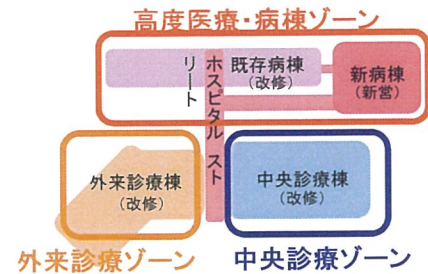 高度医療・病棟ゾーン
ホスピタル スト
リート
既存病棟
(改修)
新病棟
(新営)
外来診療棟
(改修)
中央診療棟
(改修)
外来診療ゾーン
中央診療ゾーン